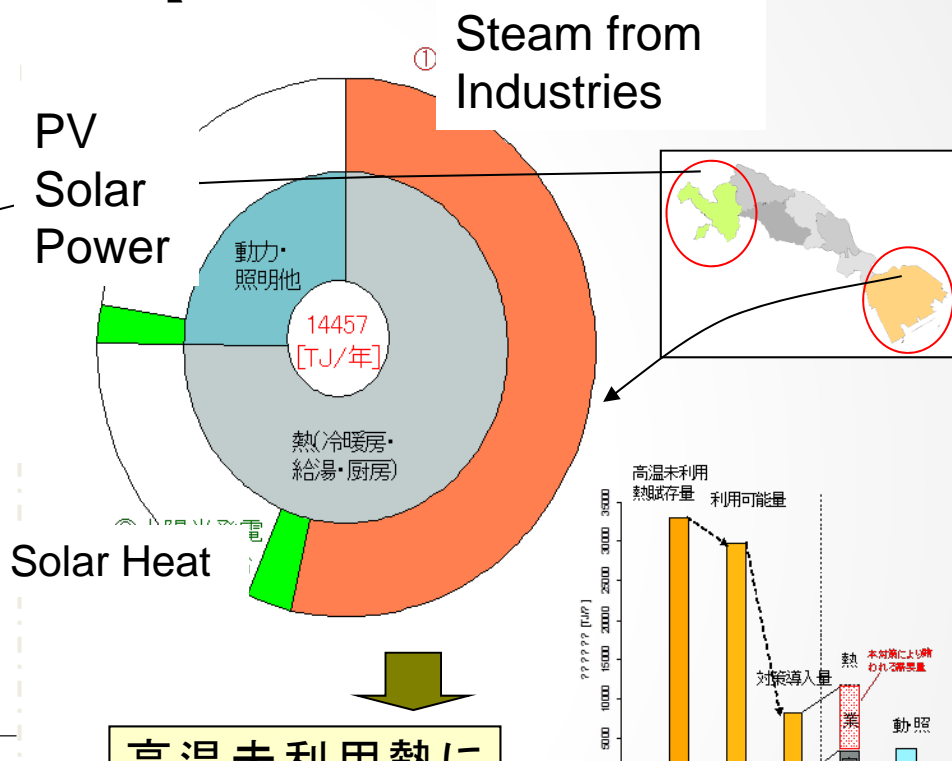 Steam from
Industries
①
PV
Solar
Power
動力・
照明他
14457
[TJ/年]
熱(冷暖房・
給湯・厨房)
Solar Heat
高温未利用熱に
高温未利用
熱賦存量
利用可能量
対策導入量
熱
本対策により賄
われる需要量
業
動・照
35000
30000
25000
20000
15000
10000
5000
?????? [TJ/?]